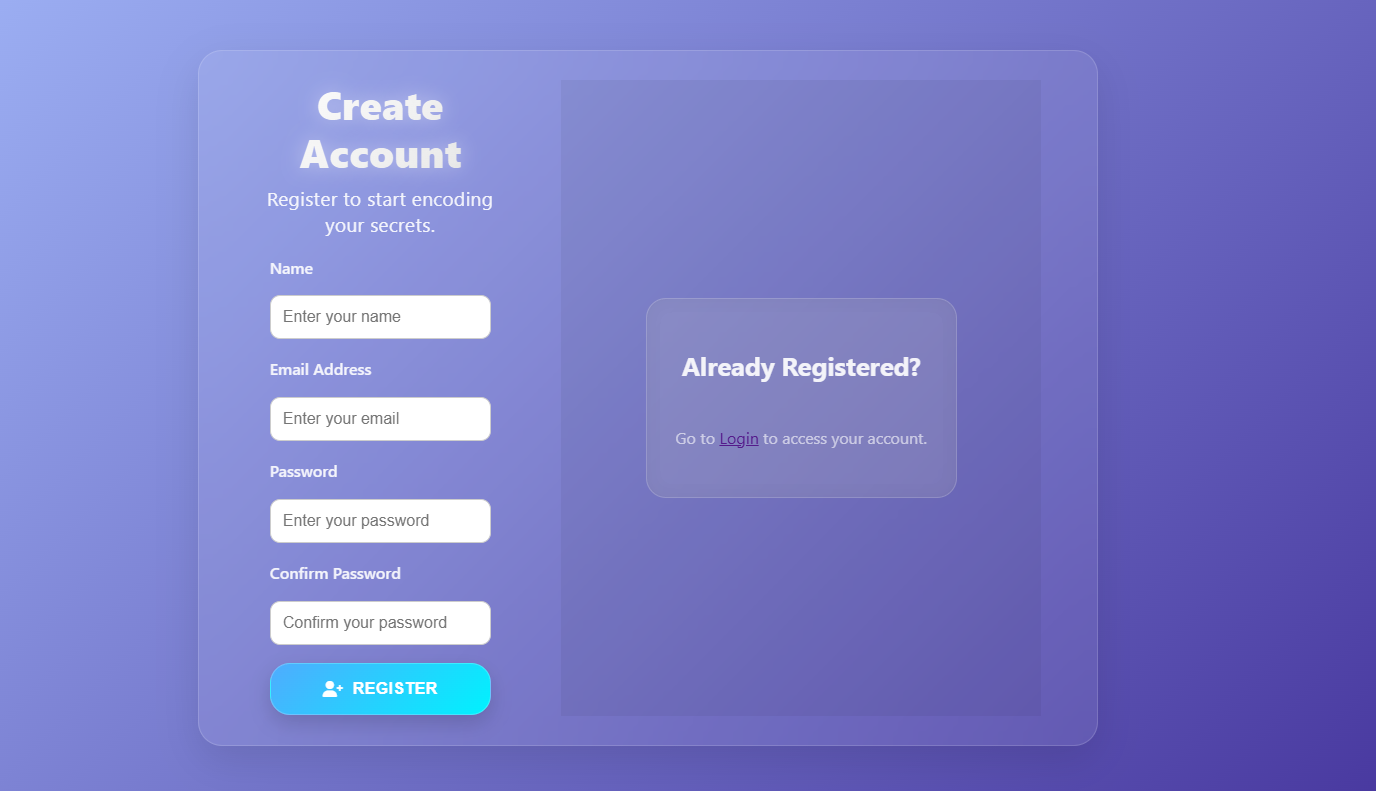 Create
Account
Register to start encoding
your secrets.
Name
Enter your name
Email Address
Enter your email
Password
Enter your password
Confirm Password
Confirm your password
REGISTER
Already Registered?
Go to Login to access your account.